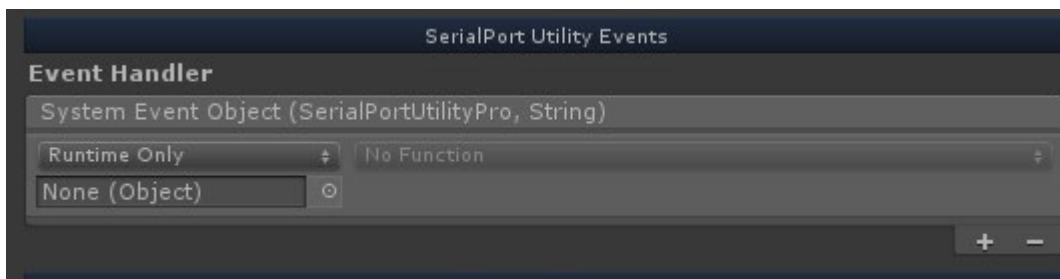 SerialPort Utility Events
Event Handler
System Event Object (SerialPortUtilityPro, String)
Runtime Only No Function
None (Object)
+ −